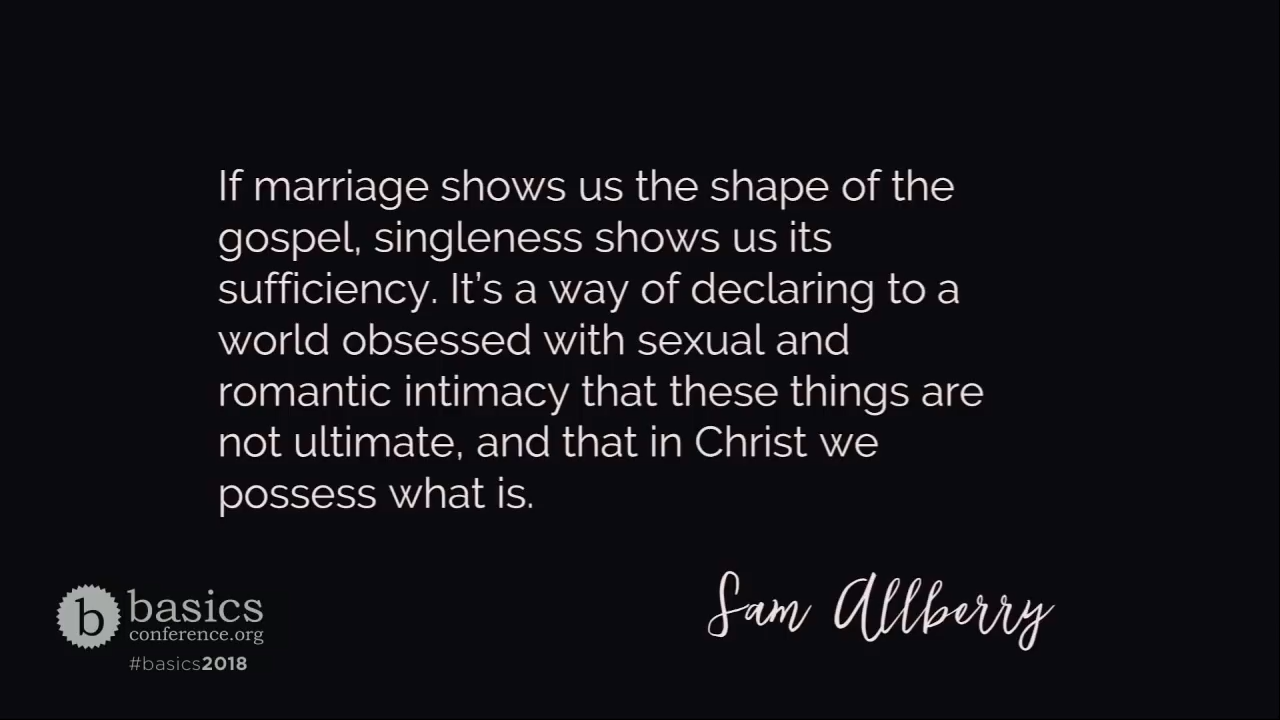 If marriage shows us the shape of the
gospel, singleness shows us its
sufficiency. It’s a way of declaring to a
world obsessed with sexual and
romantic intimacy that these things are
not ultimate, and that in Christ we
possess what is.
Sam Allberry
b basics
conference.org
#basics2018